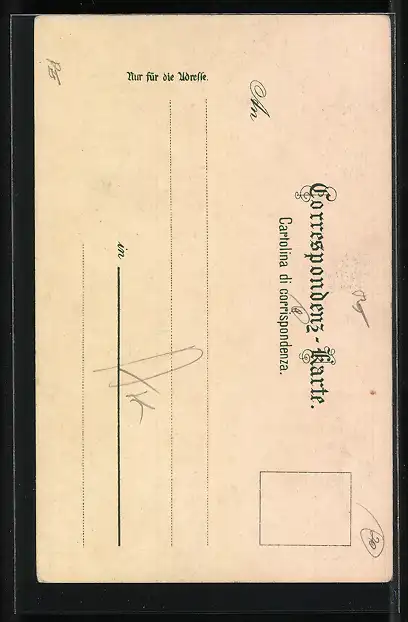 Correspondenz-Karte.
Cartolina di corrispondenza.
An
in
Nur für die Adresse.